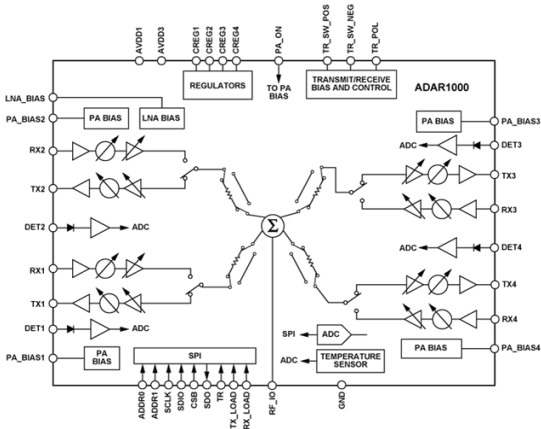 AVDD1
AVDD3
CREG1
CREG2
CREG3
CREG4
PA_ON
TR_SW_POS
TR_SW_NEG
TR_POL
REGULATORS
TO PA
BIAS
TRANSMIT/RECEIVE
BIAS AND CONTROL
ADAR1000
LNA_BIAS
PA_BIAS2
PA BIAS
LNA BIAS
PA BIAS
PA_BIAS3
ADC
DET3
RX2
TX2
TX3
RX3
DET2
ADC
Σ
ADC
DET4
RX1
TX1
TX4
RX4
DET1
ADC
SPI
ADC
PA_BIAS1
PA
BIAS
SPI
ADC
TEMPERATURE
SENSOR
PA BIAS
PA_BIAS4
ADDR0
ADDR1
SCLK
SDIO
CSB
SDO
TR
TX_LOAD
RX_LOAD
RF_IO
GND